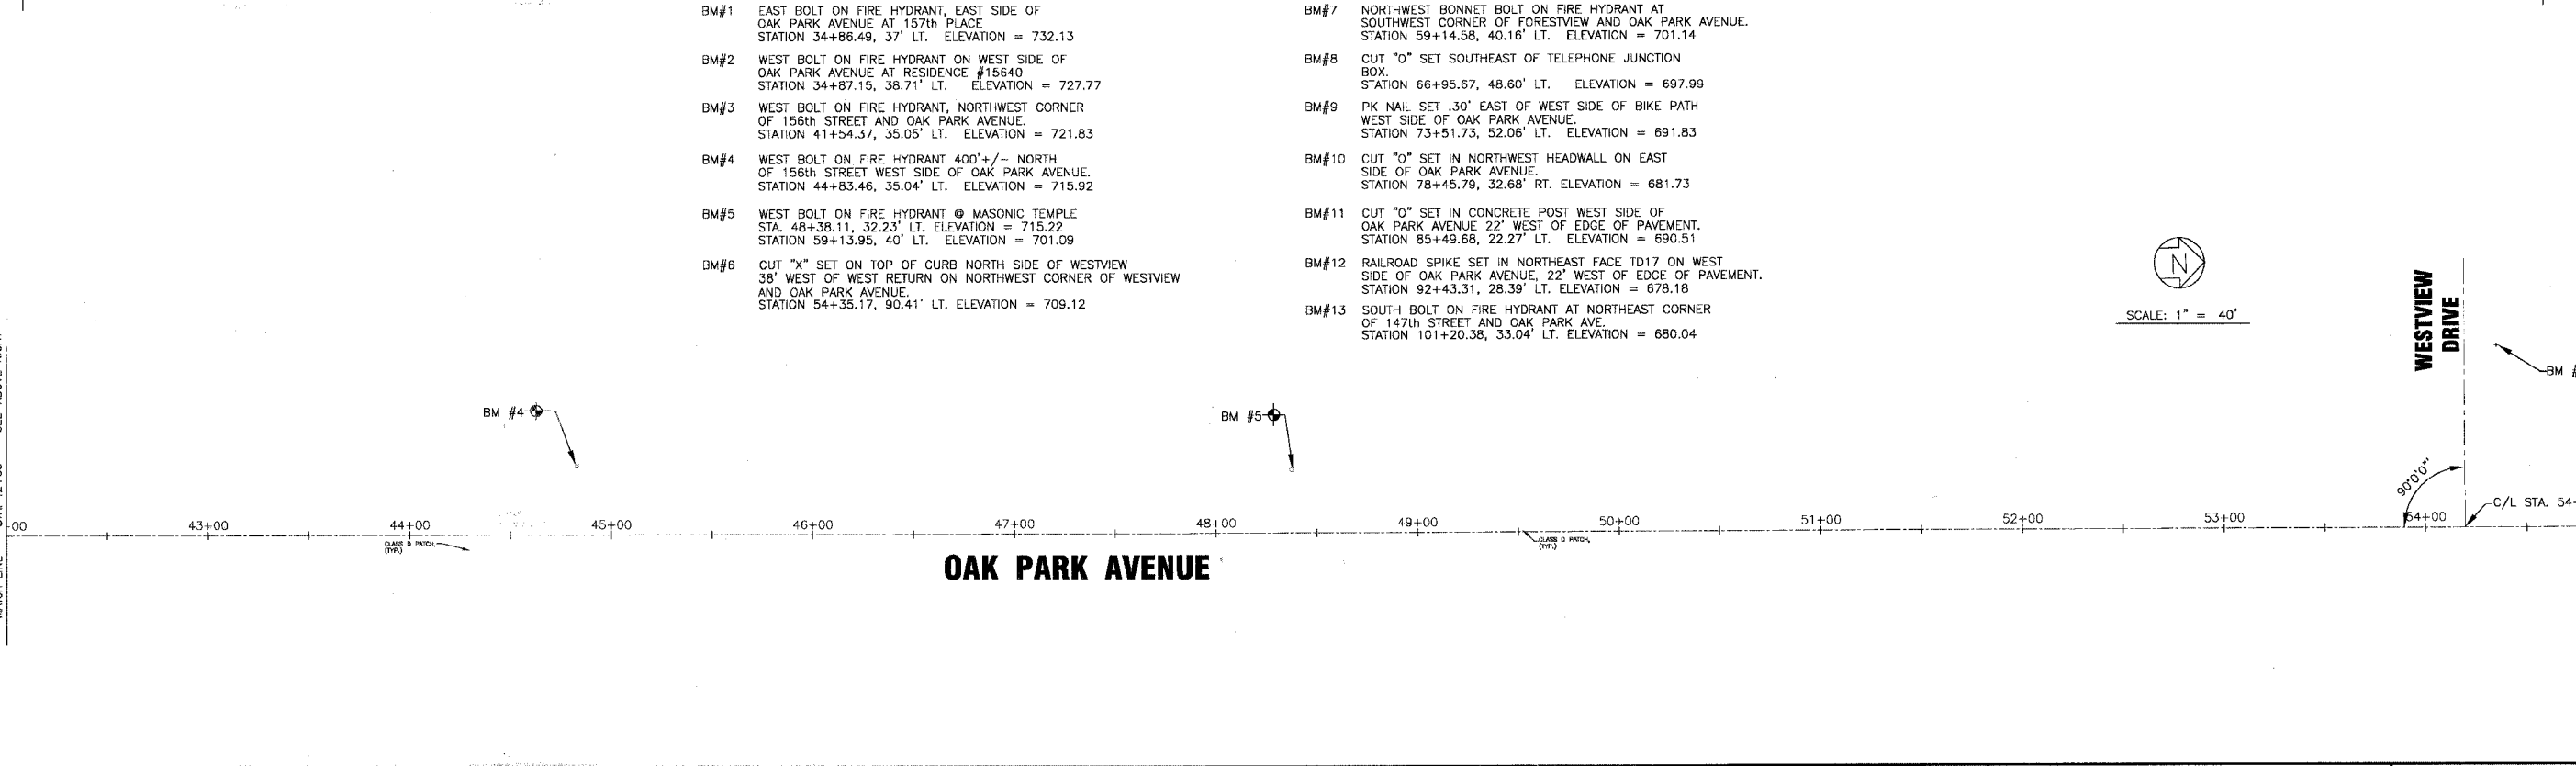 BM#1 EAST BOLT ON FIRE HYDRANT, EAST SIDE OF
OAK PARK AVENUE AT 157th PLACE
STATION 34+86.49, 37' LT. ELEVATION = 732.13
BM#2 WEST BOLT ON FIRE HYDRANT ON WEST SIDE OF
OAK PARK AVENUE AT RESIDENCE #15640
STATION 34+87.15, 38.71' LT. ELEVATION = 727.77
BM#3 WEST BOLT ON FIRE HYDRANT, NORTHWEST CORNER
OF 156th STREET AND OAK PARK AVENUE.
STATION 41+54.37, 35.05' LT. ELEVATION = 721.83
BM#4 WEST BOLT ON FIRE HYDRANT 400'+/- NORTH
OF 156th STREET WEST SIDE OF OAK PARK AVENUE.
STATION 44+83.46, 35.04' LT. ELEVATION = 715.92
BM#5 WEST BOLT ON FIRE HYDRANT @ MASONIC TEMPLE
STA. 48+38.11, 32.23' LT. ELEVATION = 715.22
STATION 59+13.95, 40' LT. ELEVATION = 701.09
BM#6 CUT "X" SET ON TOP OF CURB NORTH SIDE OF WESTVIEW
38' WEST OF WEST RETURN ON NORTHWEST CORNER OF WESTVIEW
AND OAK PARK AVENUE.
STATION 54+35.17, 90.41' LT. ELEVATION = 709.12
BM#7 NORTHWEST BONNET BOLT ON FIRE HYDRANT AT
SOUTHWEST CORNER OF FORESTVIEW AND OAK PARK AVENUE.
STATION 59+14.58, 40.16' LT. ELEVATION = 701.14
BM#8 CUT "O" SET SOUTHEAST OF TELEPHONE JUNCTION
BOX.
STATION 66+95.67, 48.60' LT. ELEVATION = 697.99
BM#9 PK NAIL SET .30' EAST OF WEST SIDE OF BIKE PATH
WEST SIDE OF OAK PARK AVENUE.
STATION 73+51.73, 52.06' LT. ELEVATION = 691.83
BM#10 CUT "O" SET IN NORTHWEST HEADWALL ON EAST
SIDE OF OAK PARK AVENUE.
STATION 78+45.79, 32.68' RT. ELEVATION = 681.73
BM#11 CUT "O" SET IN CONCRETE POST WEST SIDE OF
OAK PARK AVENUE 22' WEST OF EDGE OF PAVEMENT.
STATION 85+49.68, 22.27' LT. ELEVATION = 690.51
BM#12 RAILROAD SPIKE SET IN NORTHEAST FACE TD17 ON WEST
SIDE OF OAK PARK AVENUE, 22' WEST OF EDGE OF PAVEMENT.
STATION 92+43.31, 28.39' LT. ELEVATION = 678.18
BM#13 SOUTH BOLT ON FIRE HYDRANT AT NORTHEAST CORNER
OF 147th STREET AND OAK PARK AVE.
STATION 101+20.38, 33.04' LT. ELEVATION = 680.04
N
SCALE: 1" = 40'
WESTVIEW
DRIVE
BM #
BM #4
BM #5
90°0'0"
C/L STA. 54+
00 43+00 44+00 45+00 46+00 47+00 48+00 49+00 50+00 51+00 52+00 53+00 54+00
CLASS D PATCH,
(TYP.)
CLASS D PATCH,
(TYP.)
OAK PARK AVENUE